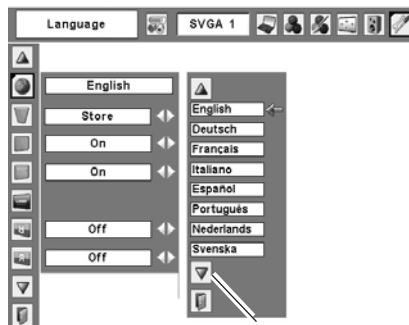 Language SVGA 1
English
Store
On
On
Off
Off
English
Deutsch
Français
Italiano
Español
Português
Nederlands
Svenska